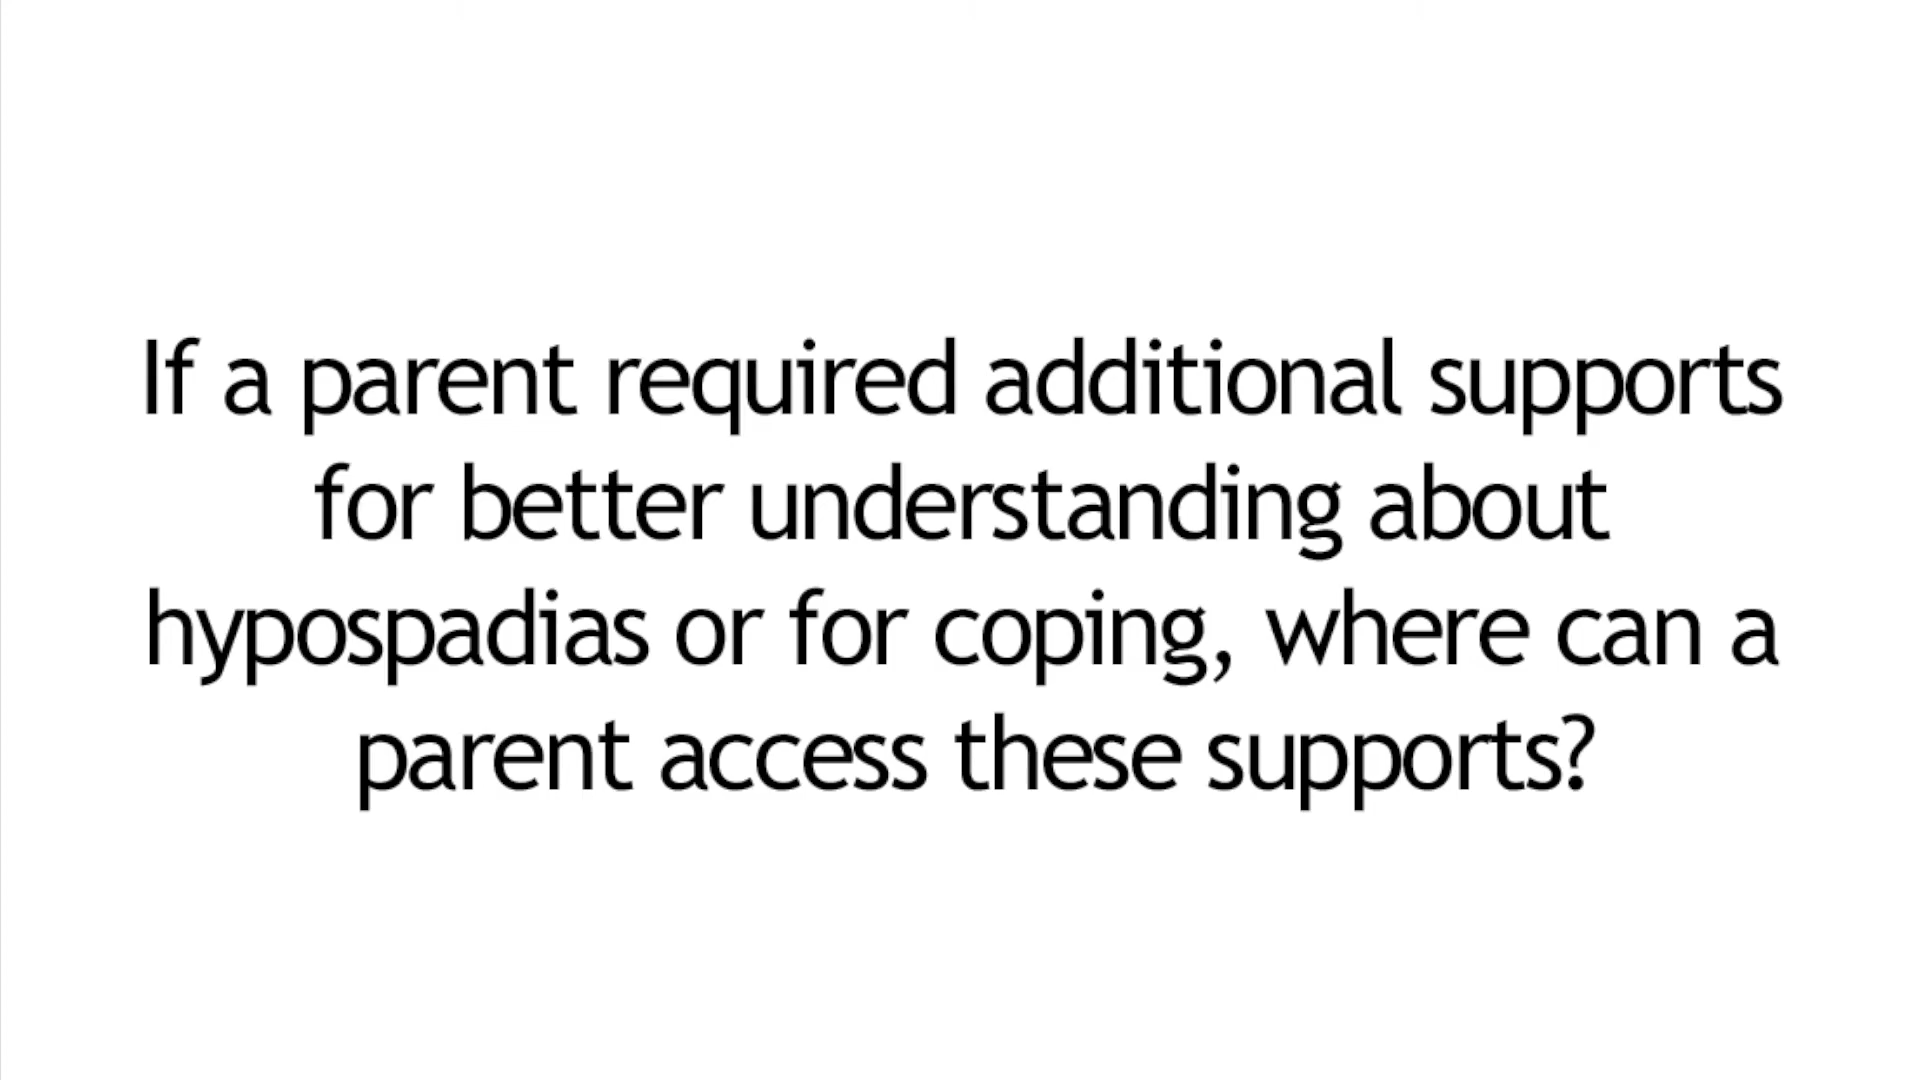 If a parent required additional supports
for better understanding about
hypospadias or for coping, where can a
parent access these supports?